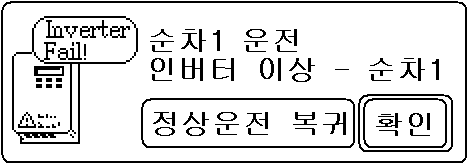 Inverter
Fail!
순차1 운전
인버터 이상 - 순차1
정상운전 복귀
확인